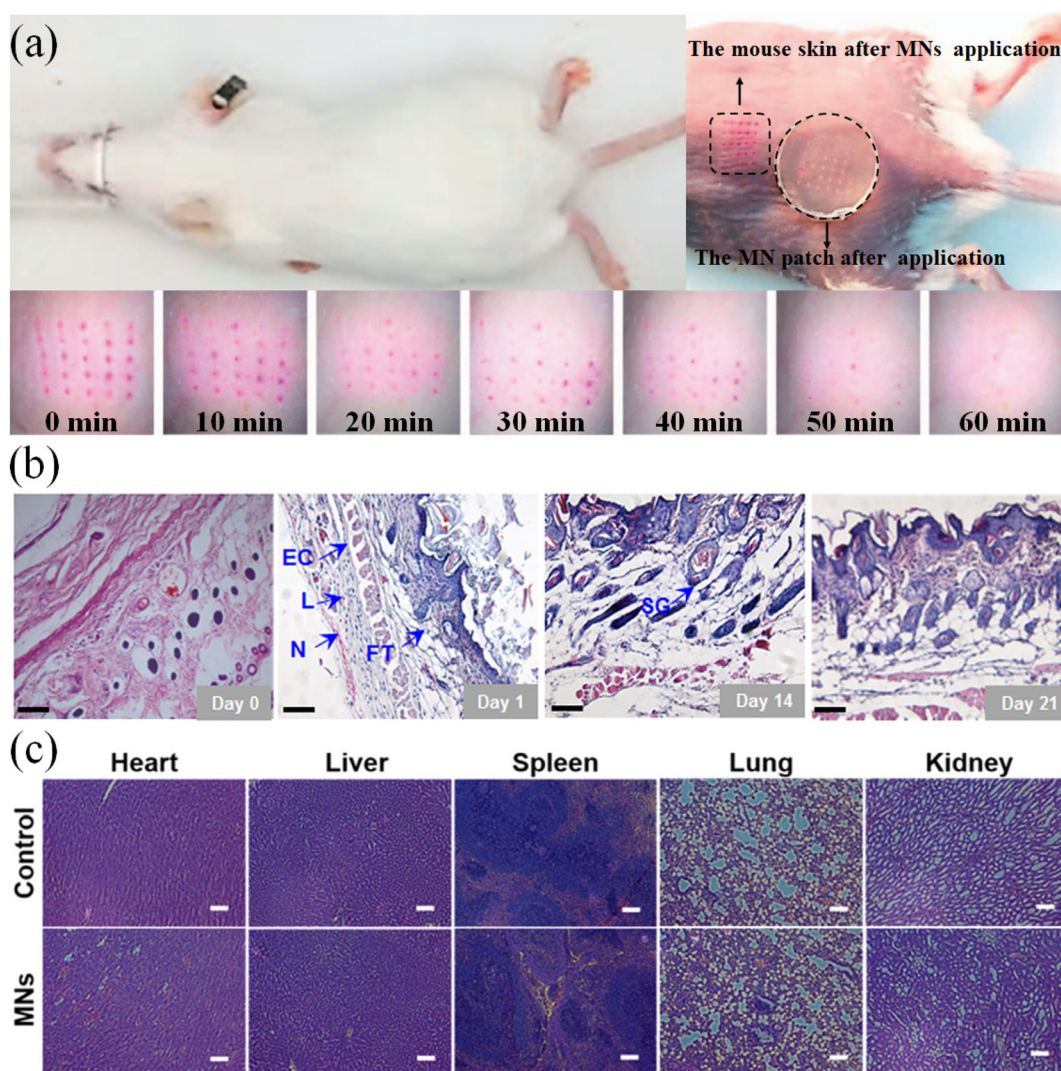 (a)
The mouse skin after MNs application
The MN patch after application
0 min
10 min
20 min
30 min
40 min
50 min
60 min
(b)
EC
L
N
FT
Day 1
SG
Day 0
Day 14
Day 21
(c)
Heart
Liver
Spleen
Lung
Kidney
Control
MNs